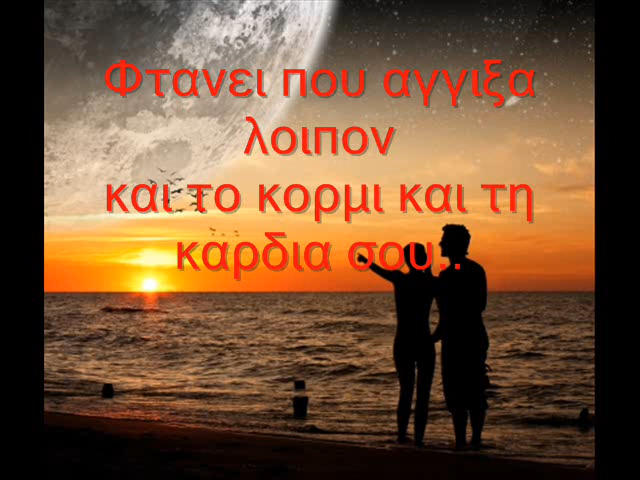 Φτανει που αγγιξα
λοιπον
και το κορμι και τη
καρδια σου..